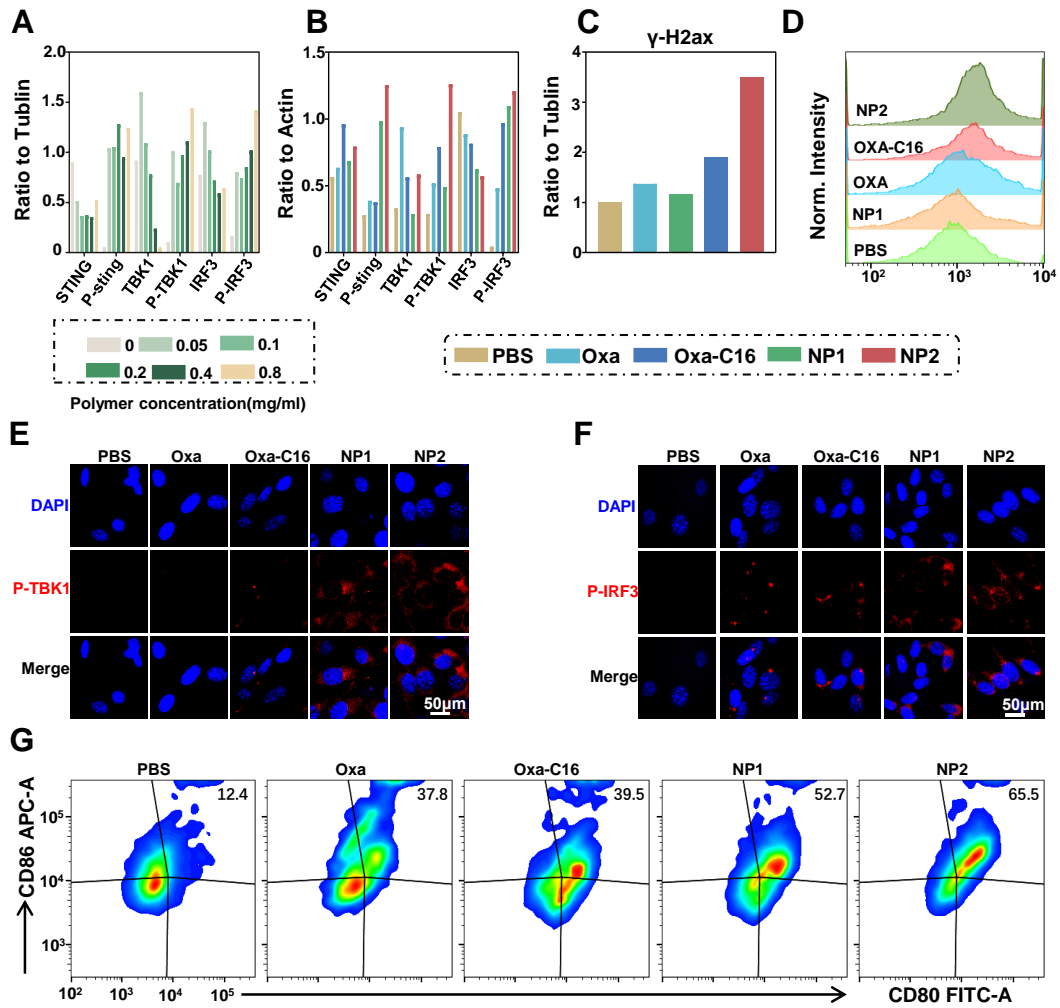 A
Ratio to Tublin
2.0
1.5
1.0
0.5
0
STING
P-sting
TBK1
P-TBK1
IRF3
P-IRF3
0 0.05 0.1
0.2 0.4 0.8
Polymer concentration(mg/ml)
B
Ratio to Actin
1.5
1.0
0.5
0.0
STING
P-sting
TBK1
P-TBK1
IRF3
P-IRF3
C
γ-H2ax
Ratio to Tublin
4
2
0
PBS Oxa Oxa-C16 NP1 NP2
D
Norm. Intensity
NP2
OXA-C16
OXA
NP1
PBS
10² 10³ 10⁴
E
PBS Oxa Oxa-C16 NP1 NP2
DAPI
P-TBK1
Merge
50μm
F
PBS Oxa Oxa-C16 NP1 NP2
DAPI
P-IRF3
Merge
50μm
G
PBS Oxa Oxa-C16 NP1 NP2
12.4 37.8 39.5 52.7 65.5
CD86 APC-A
10⁵
10⁴
10³
10² 10³ 10⁴ 10⁵
CD80 FITC-A